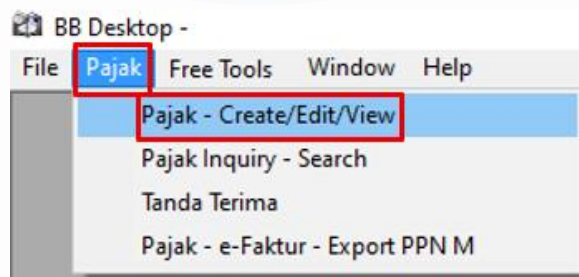 BB Desktop -
File Pajak Free Tools Window Help
Pajak - Create/Edit/View
Pajak Inquiry - Search
Tanda Terima
Pajak - e-Faktur - Export PPN M